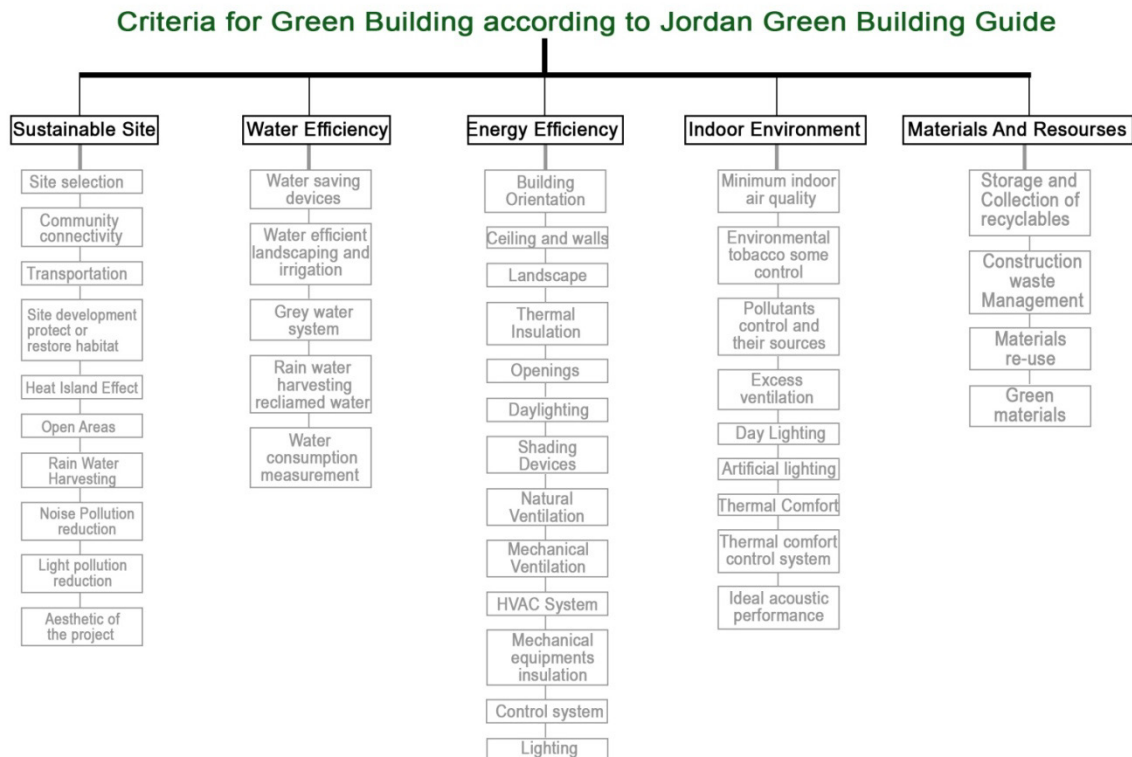 Criteria for Green Building according to Jordan Green Building Guide
Sustainable Site
Site selection
Community
connectivity
Transportation
Site development
protect or
restore habitat
Heat Island Effect
Open Areas
Rain Water
Harvesting
Noise Pollution
reduction
Light pollution
reduction
Aesthetic of
the project
Water Efficiency
Water saving
devices
Water efficient
landscaping and
irrigation
Grey water
system
Rain water
harvesting
recliamed water
Water
consumption
measurement
Energy Efficiency
Building
Orientation
Ceiling and walls
Landscape
Thermal
Insulation
Openings
Daylighting
Shading
Devices
Natural
Ventilation
Mechanical
Ventilation
HVAC System
Mechanical
equipments
insulation
Control system
Lighting
Indoor Environment
Minimum indoor
air quality
Environmental
tobacco some
control
Pollutants
control and
their sources
Excess
ventilation
Day Lighting
Artificial lighting
Thermal Comfort
Thermal comfort
control system
Ideal acoustic
performance
Materials And Resourses
Storage and
Collection of
recyclables
Construction
waste
Management
Materials
re-use
Green
materials